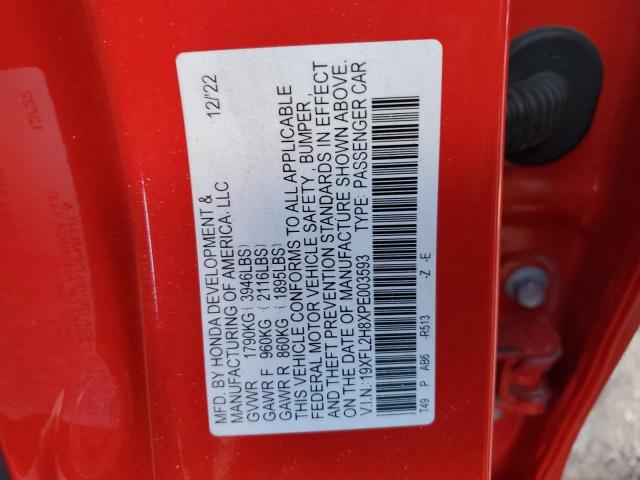 MFD. BY HONDA DEVELOPMENT &
MANUFACTURING OF AMERICA, LLC 12/'22
GVWR 1790KG(3946LBS)
GAWR F 960KG(2116LBS)
GAWR R 860KG(1895LBS)
THIS VEHICLE CONFORMS TO ALL APPLICABLE
FEDERAL MOTOR VEHICLE SAFETY, BUMPER,
AND THEFT PREVENTION STANDARDS IN EFFECT
ON THE DATE OF MANUFACTURE SHOWN ABOVE.
V.I.N.:19XFL2H8XPE003593 TYPE: PASSENGER CAR
T49 P AB6 -R513 -Z -E